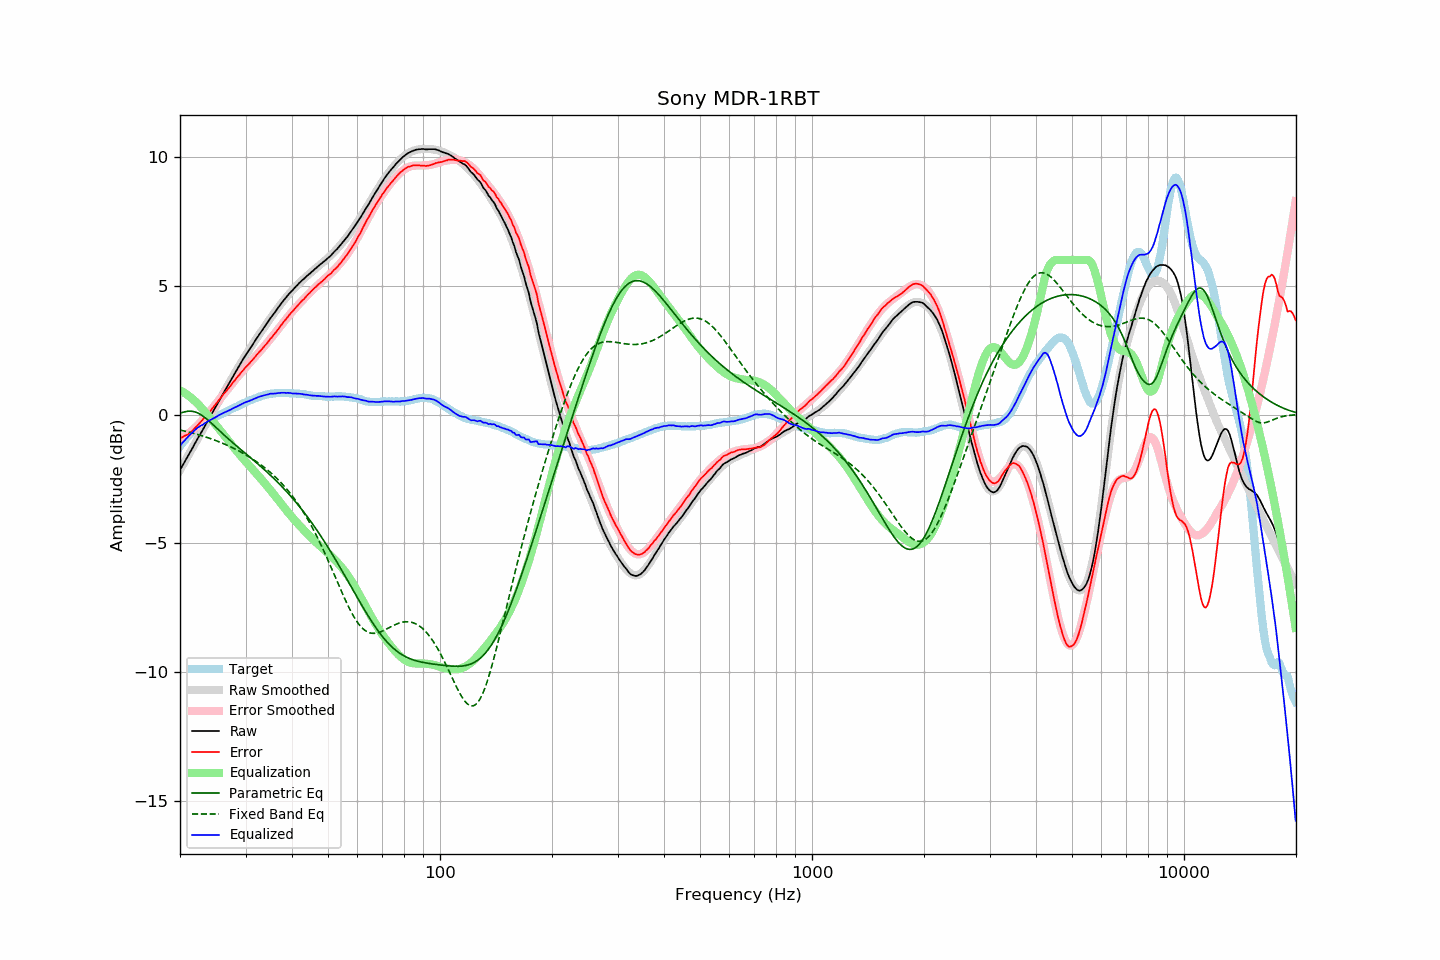 Sony MDR-1RBT
10
5
0
−5
−10
−15
Amplitude (dBr)
Target
Raw Smoothed
Error Smoothed
Raw
Error
Equalization
Parametric Eq
Fixed Band Eq
Equalized
100
1000
10000
Frequency (Hz)